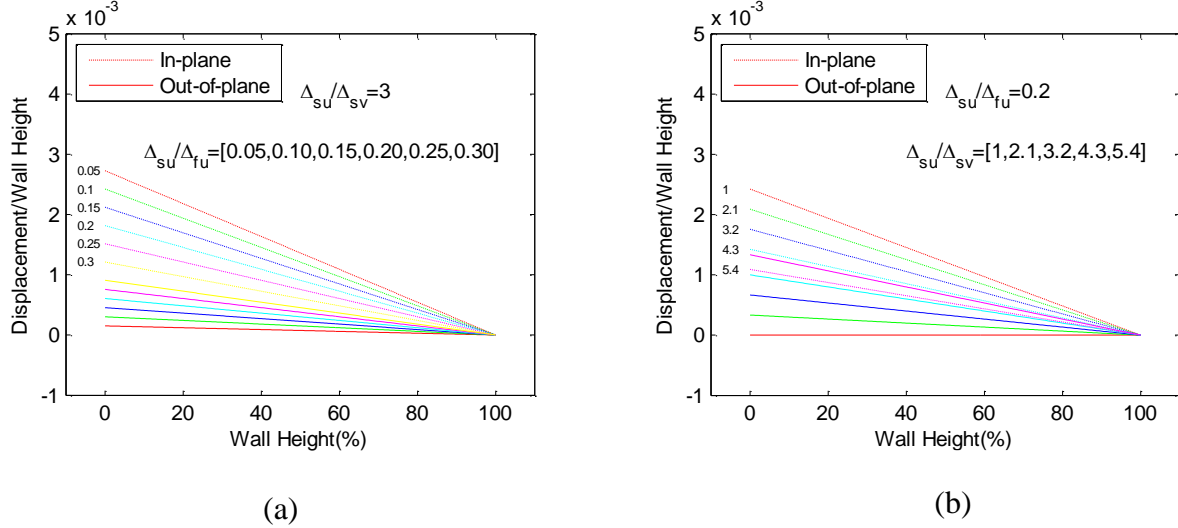 x 10⁻³
5
4
3
2
1
0
-1
Displacement/Wall Height
In-plane
Out-of-plane
Δsu/Δsv=3
Δsu/Δfu=[0.05,0.10,0.15,0.20,0.25,0.30]
0.05
0.1
0.15
0.2
0.25
0.3
0 20 40 60 80 100
Wall Height(%)
(a)
x 10⁻³
5
4
3
2
1
0
-1
Displacement/Wall Height
In-plane
Out-of-plane
Δsu/Δfu=0.2
Δsu/Δsv=[1,2.1,3.2,4.3,5.4]
1
2.1
3.2
4.3
5.4
0 20 40 60 80 100
Wall Height(%)
(b)